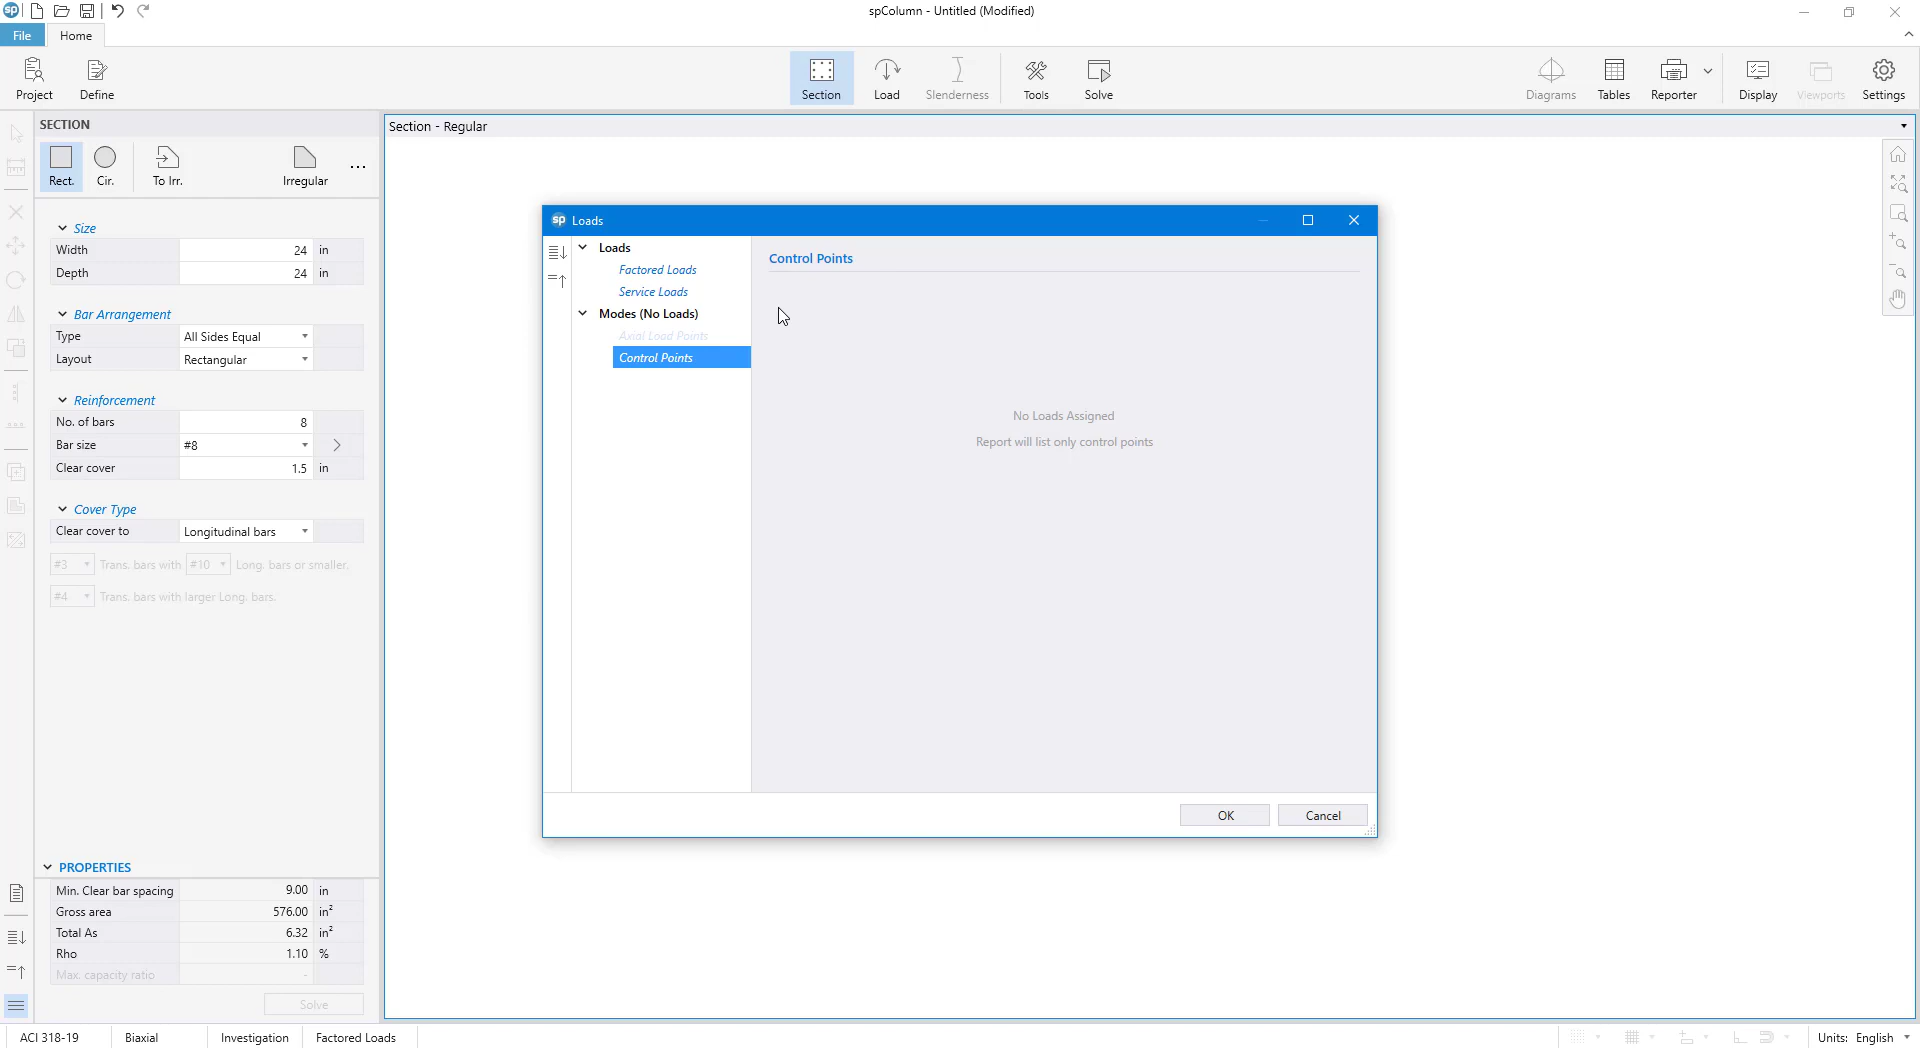 sp
spColumn - Untitled (Modified)
File
Home
Project
Define
Section
Load
Slenderness
Tools
Solve
Diagrams
Tables
Reporter
Display
Viewports
Settings
SECTION
Section - Regular
Rect.
Cir.
To Irr.
Irregular
...
Size
Width 24 in
Depth 24 in
Bar Arrangement
Type All Sides Equal
Layout Rectangular
Reinforcement
No. of bars 8
Bar size #8
Clear cover 1.5 in
Cover Type
Clear cover to Longitudinal bars
#3 Trans. bars with #10 Long. bars or smaller.
#4 Trans. bars with larger Long. bars.
PROPERTIES
Min. Clear bar spacing 9.00 in
Gross area 576.00 in²
Total As 6.32 in²
Rho 1.10 %
Max. capacity ratio -
Solve
sp Loads
Loads
Factored Loads
Service Loads
Modes (No Loads)
Axial Load Points
Control Points
Control Points
No Loads Assigned
Report will list only control points
OK
Cancel
ACI 318-19
Biaxial
Investigation
Factored Loads
Units: English